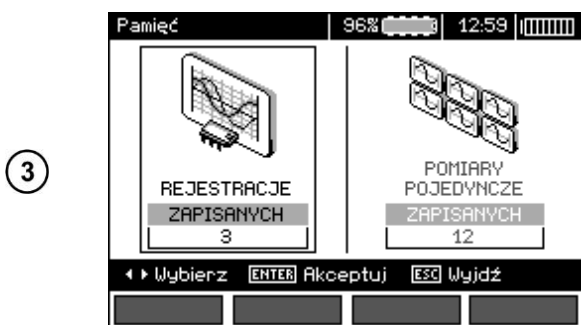 Pamięć 96% 12:59
3
REJESTRACJE
ZAPISANYCH
3
POMIARY
POJEDYNCZE
ZAPISANYCH
12
Wybierz ENTER Akceptuj ESC Wyjdź